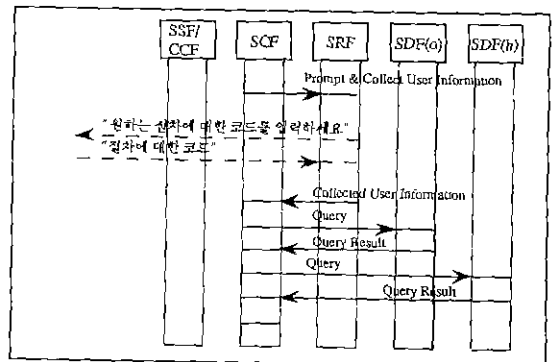 SSF/
CCF
SCF
SRF
SDF(o)
SDF(h)
Prompt & Collect User Information
"원하는 절차에 대한 코드를 입력하세요"
"절차에 대한 코드"
Collected User Information
Query
Query Result
Query
Query Result